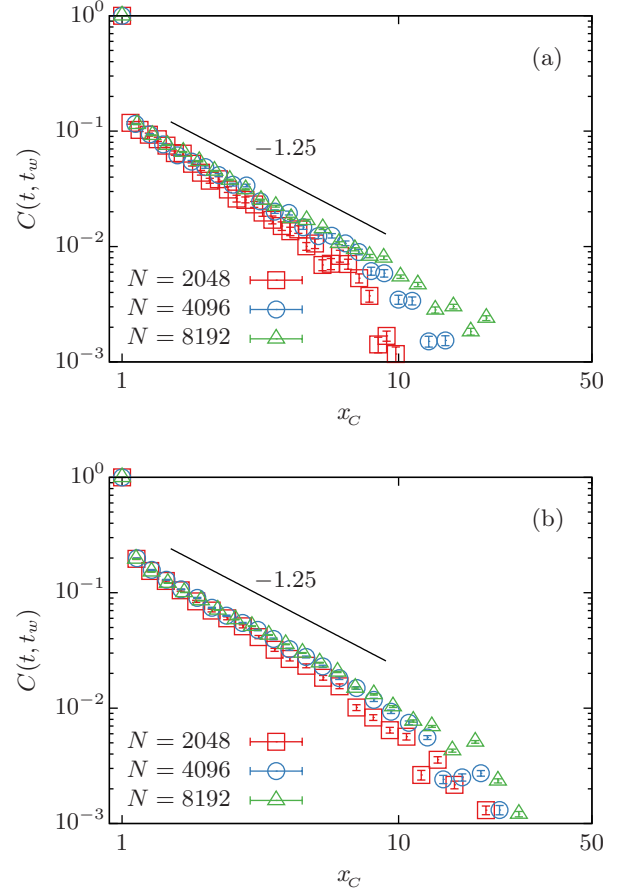 10^0
(a)
10^{-1}
−1.25
C(t, t_w)
10^{-2}
N = 2048
N = 4096
N = 8192
10^{-3}
1 10 50
x_C
10^0
(b)
10^{-1}
−1.25
C(t, t_w)
10^{-2}
N = 2048
N = 4096
N = 8192
10^{-3}
1 10 50
x_C